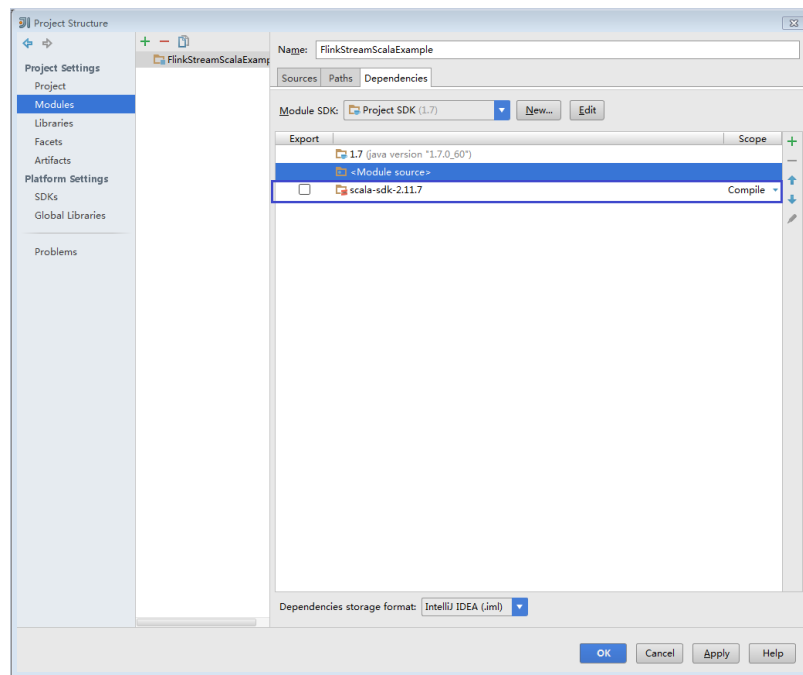 Project Structure
Name: FlinkStreamScalaExample
FlinkStreamScalaExamp
Project Settings
Project
Modules
Libraries
Facets
Artifacts
Platform Settings
SDKs
Global Libraries
Problems
Sources Paths Dependencies
Module SDK: Project SDK (1.7) New... Edit
Export Scope
1.7 (java version "1.7.0_60")
<Module source>
scala-sdk-2.11.7 Compile
Dependencies storage format: IntelliJ IDEA (.iml)
OK Cancel Apply Help